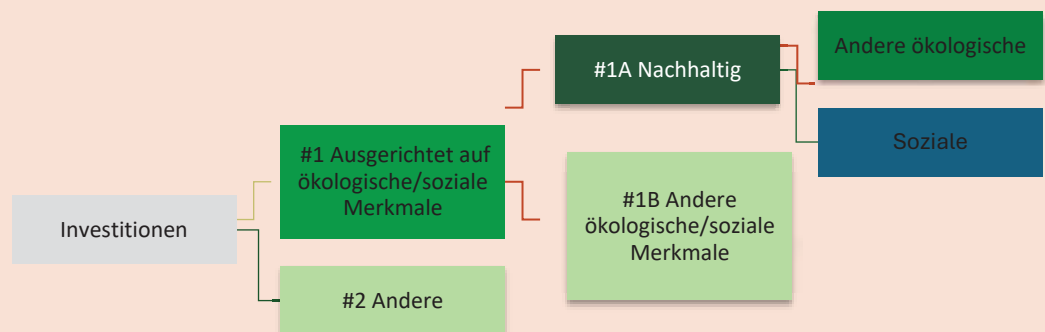 Investitionen
#1 Ausgerichtet auf
ökologische/soziale
Merkmale
#2 Andere
#1A Nachhaltig
#1B Andere
ökologische/soziale
Merkmale
Andere ökologische
Soziale